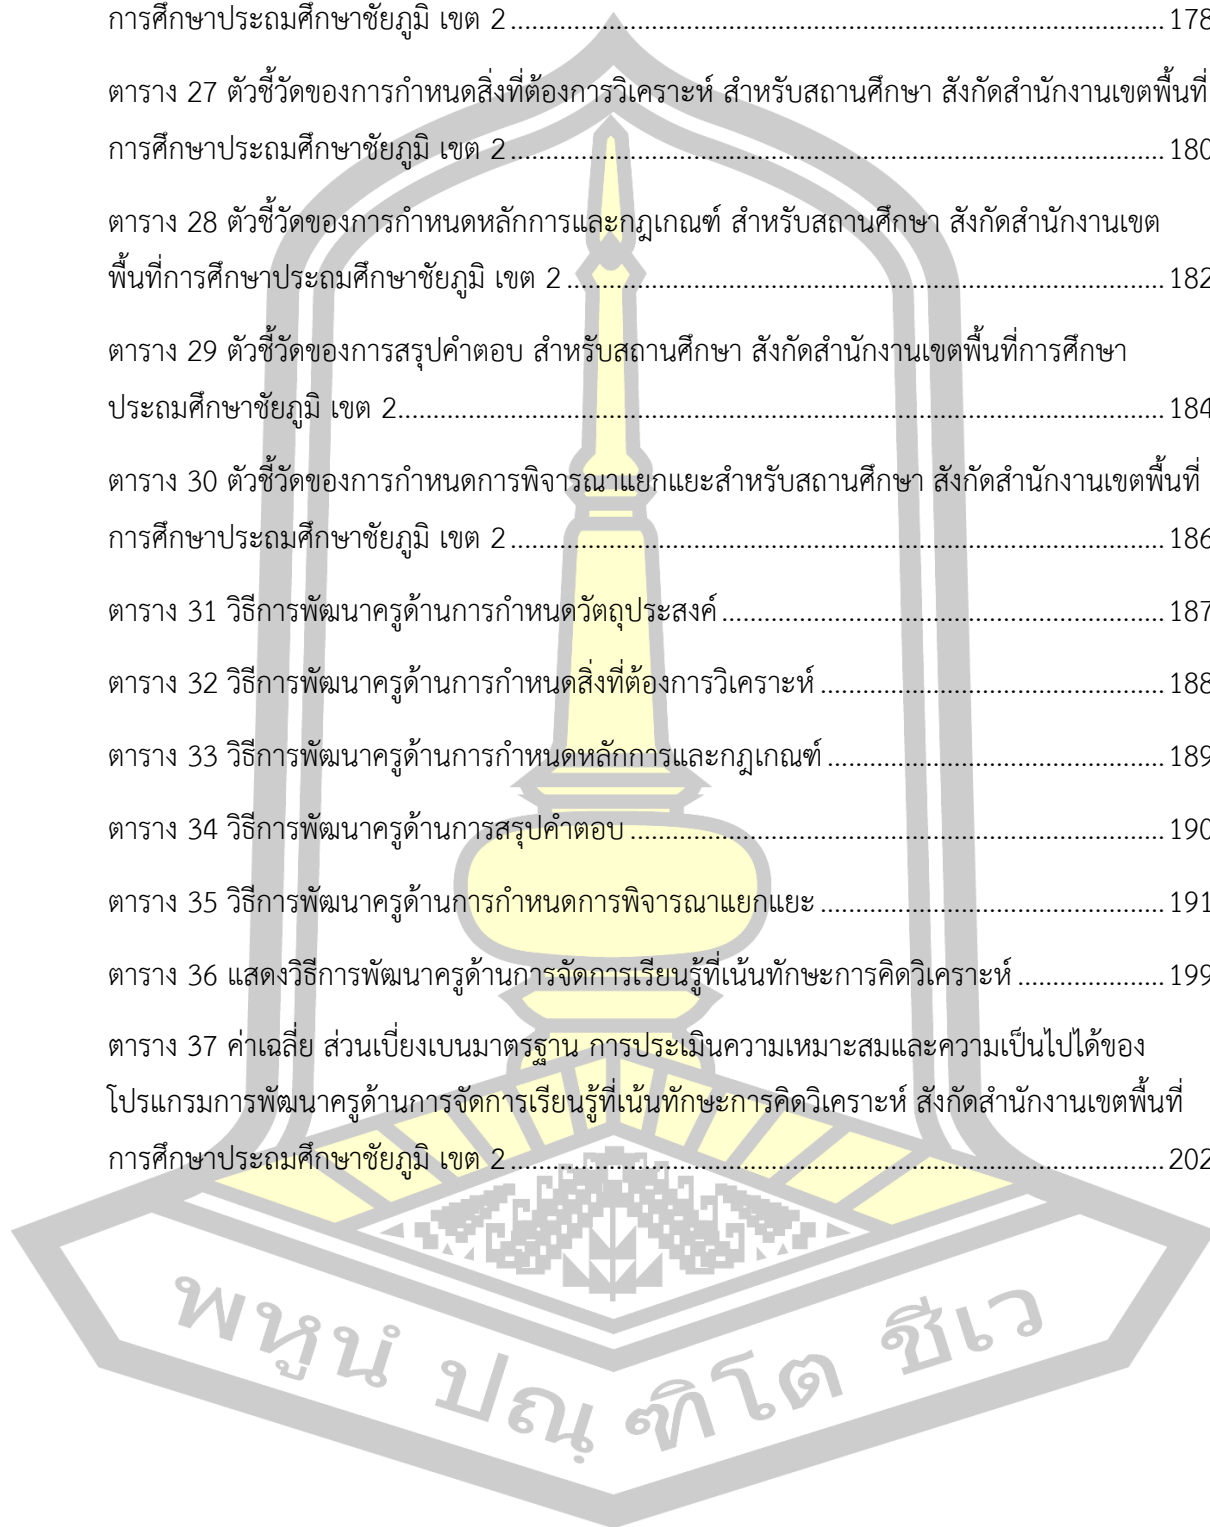 การศึกษาประถมศึกษาชัยภูมิ เขต 2 ........................................................................ 178
ตาราง 27 ตัวชี้วัดของการกำหนดสิ่งที่ต้องการวิเคราะห์ สำหรับสถานศึกษา สังกัดสำนักงานเขตพื้นที่
การศึกษาประถมศึกษาชัยภูมิ เขต 2 ........................................................................ 180
ตาราง 28 ตัวชี้วัดของการกำหนดหลักการและกฎเกณฑ์ สำหรับสถานศึกษา สังกัดสำนักงานเขต
พื้นที่การศึกษาประถมศึกษาชัยภูมิ เขต 2 ................................................................. 182
ตาราง 29 ตัวชี้วัดของการสรุปคำตอบ สำหรับสถานศึกษา สังกัดสำนักงานเขตพื้นที่การศึกษา
ประถมศึกษาชัยภูมิ เขต 2..................................................................................... 184
ตาราง 30 ตัวชี้วัดของการกำหนดการพิจารณาแยกแยะสำหรับสถานศึกษา สังกัดสำนักงานเขตพื้นที่
การศึกษาประถมศึกษาชัยภูมิ เขต 2 ........................................................................ 186
ตาราง 31 วิธีการพัฒนาครูด้านการกำหนดวัตถุประสงค์ ................................................ 187
ตาราง 32 วิธีการพัฒนาครูด้านการกำหนดสิ่งที่ต้องการวิเคราะห์ ...................................... 188
ตาราง 33 วิธีการพัฒนาครูด้านการกำหนดหลักการและกฎเกณฑ์ ..................................... 189
ตาราง 34 วิธีการพัฒนาครูด้านการสรุปคำตอบ .......................................................... 190
ตาราง 35 วิธีการพัฒนาครูด้านการกำหนดการพิจารณาแยกแยะ ...................................... 191
ตาราง 36 แสดงวิธีการพัฒนาครูด้านการจัดการเรียนรู้ที่เน้นทักษะการคิดวิเคราะห์ ................ 199
ตาราง 37 ค่าเฉลี่ย ส่วนเบี่ยงเบนมาตรฐาน การประเมินความเหมาะสมและความเป็นไปได้ของ
โปรแกรมการพัฒนาครูด้านการจัดการเรียนรู้ที่เน้นทักษะการคิดวิเคราะห์ สังกัดสำนักงานเขตพื้นที่
การศึกษาประถมศึกษาชัยภูมิ เขต 2 ........................................................................ 202
พหูนํ ปณฺฑิโต ชีเว